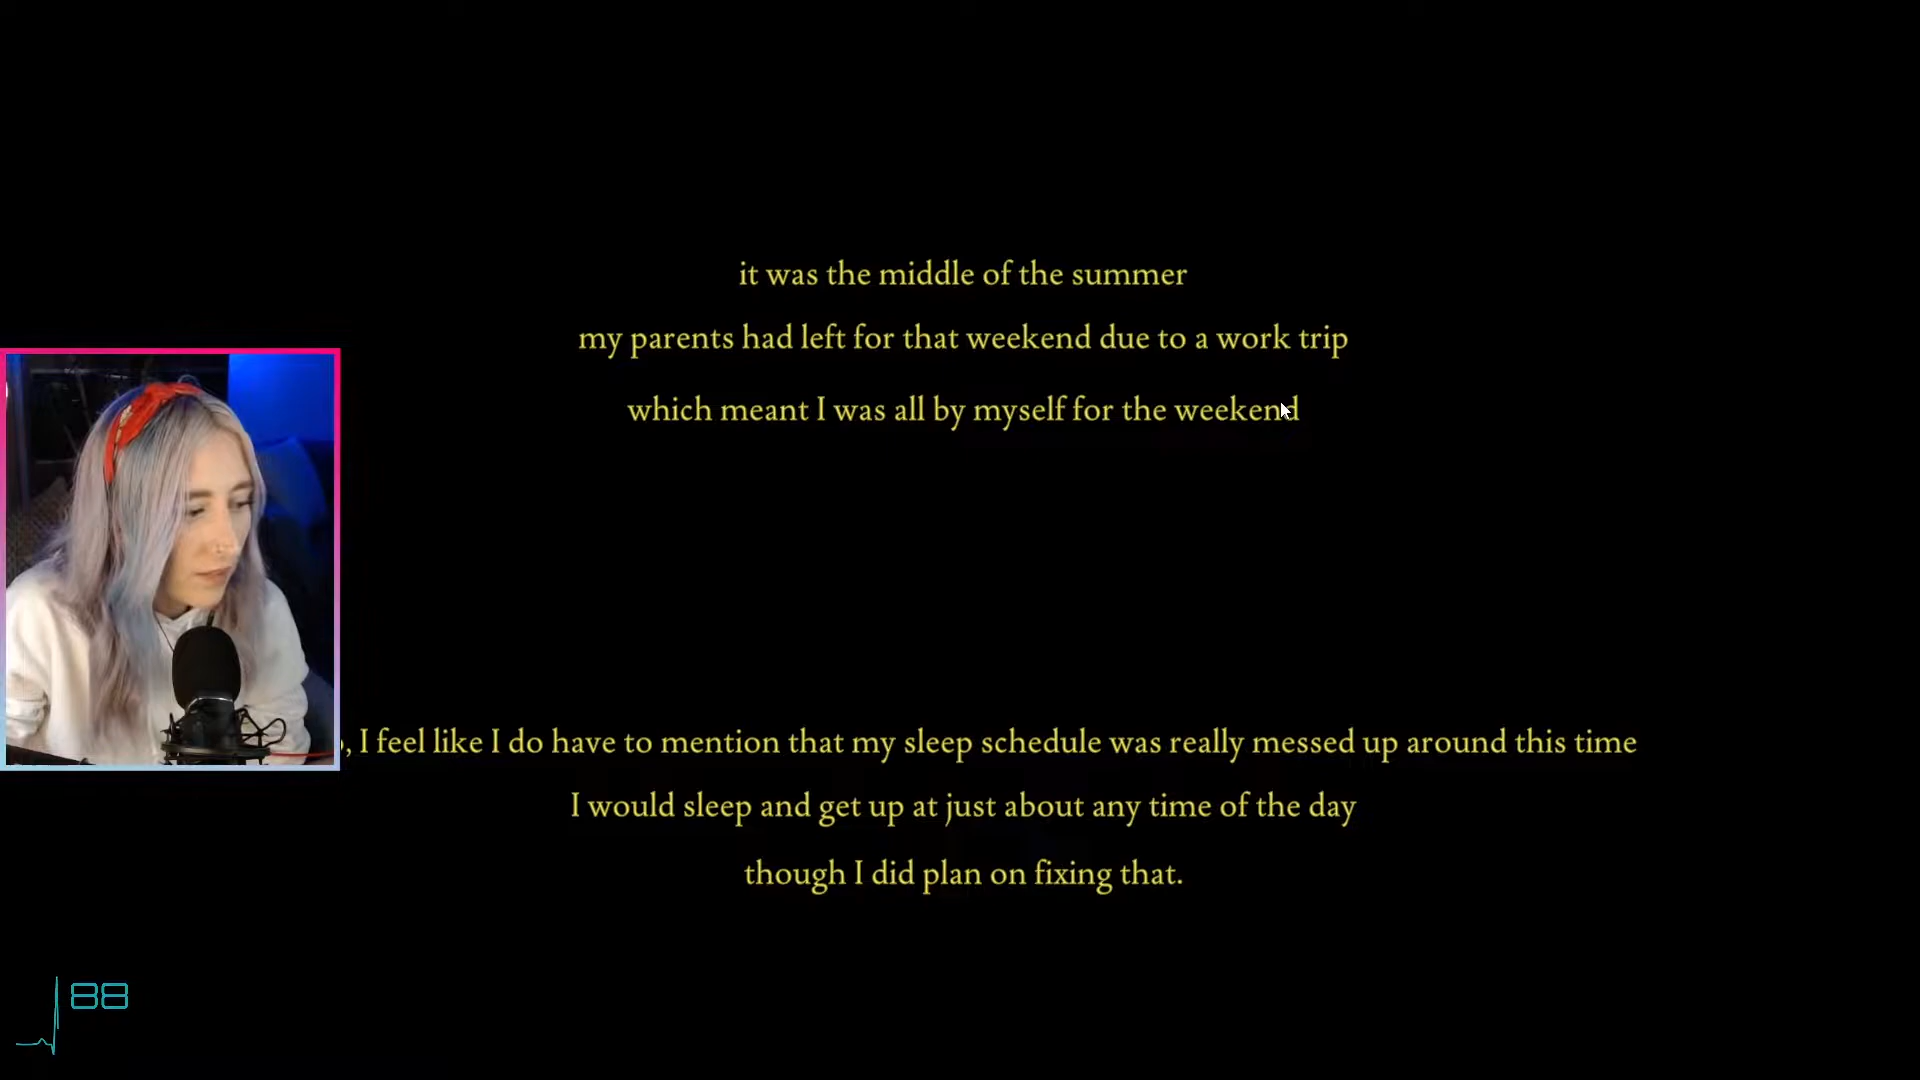 it was the middle of the summer
my parents had left for that weekend due to a work trip
which meant I was all by myself for the weekend
, I feel like I do have to mention that my sleep schedule was really messed up around this time
I would sleep and get up at just about any time of the day
though I did plan on fixing that.
88